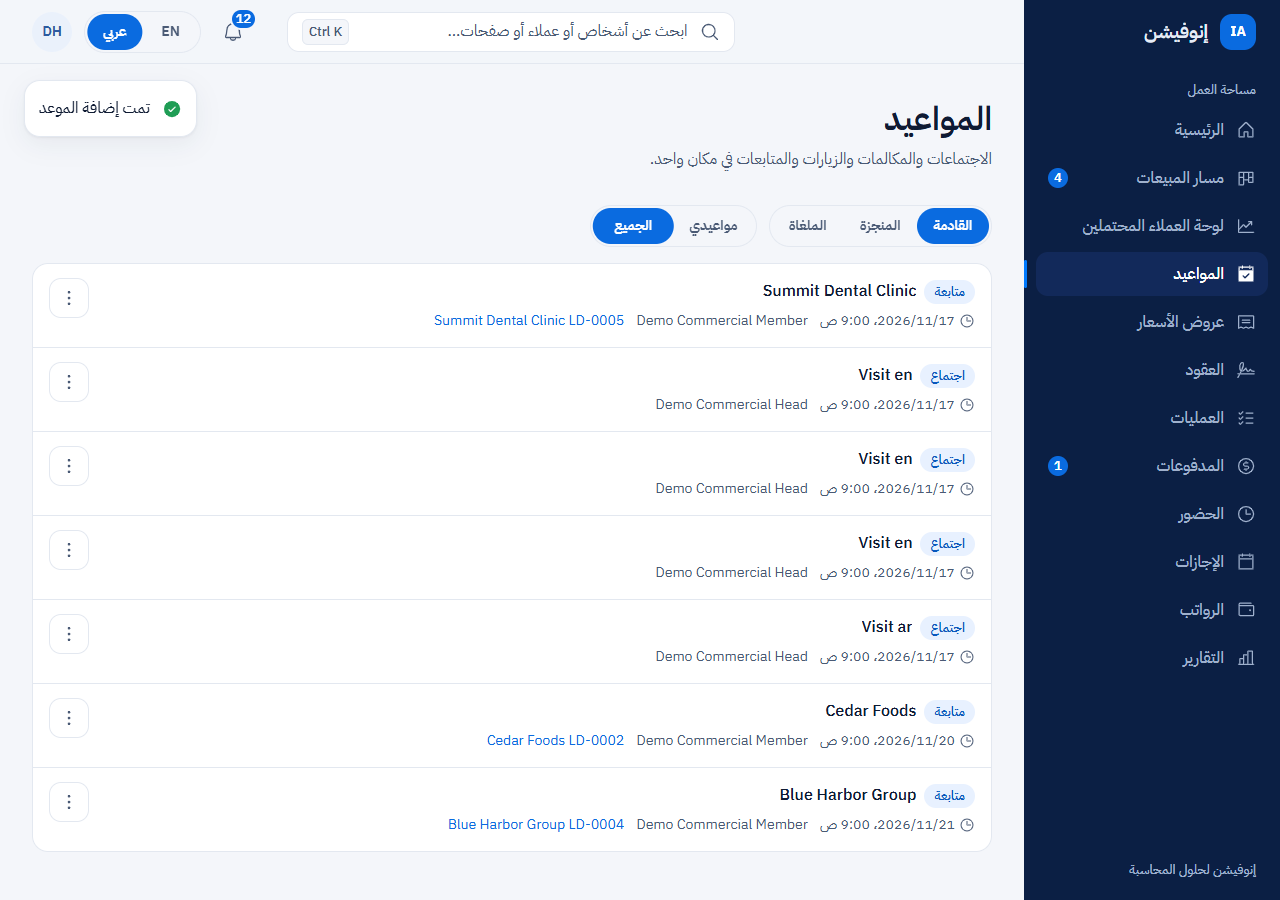 AI إنوفيشن
مساحة العمل
الرئيسية
مسار المبيعات 4
لوحة العملاء المحتملين
المواعيد
عروض الأسعار
العقود
العمليات
المدفوعات 1
الحضور
الإجازات
الرواتب
التقارير
إنوفيشن لحلول المحاسبة
ابحث عن أشخاص أو عملاء أو صفحات... Ctrl K
12
EN عربي
DH
تمت إضافة الموعد
المواعيد
الاجتماعات والمكالمات والزيارات والمتابعات في مكان واحد.
القادمة المنجزة الملغاة
مواعيدي الجميع
متابعة Summit Dental Clinic
2026/11/17، 9:00 ص Demo Commercial Member Summit Dental Clinic LD-0005
اجتماع Visit en
2026/11/17، 9:00 ص Demo Commercial Head
اجتماع Visit en
2026/11/17، 9:00 ص Demo Commercial Head
اجتماع Visit en
2026/11/17، 9:00 ص Demo Commercial Head
اجتماع Visit ar
2026/11/17، 9:00 ص Demo Commercial Head
متابعة Cedar Foods
2026/11/20، 9:00 ص Demo Commercial Member Cedar Foods LD-0002
متابعة Blue Harbor Group
2026/11/21، 9:00 ص Demo Commercial Member Blue Harbor Group LD-0004